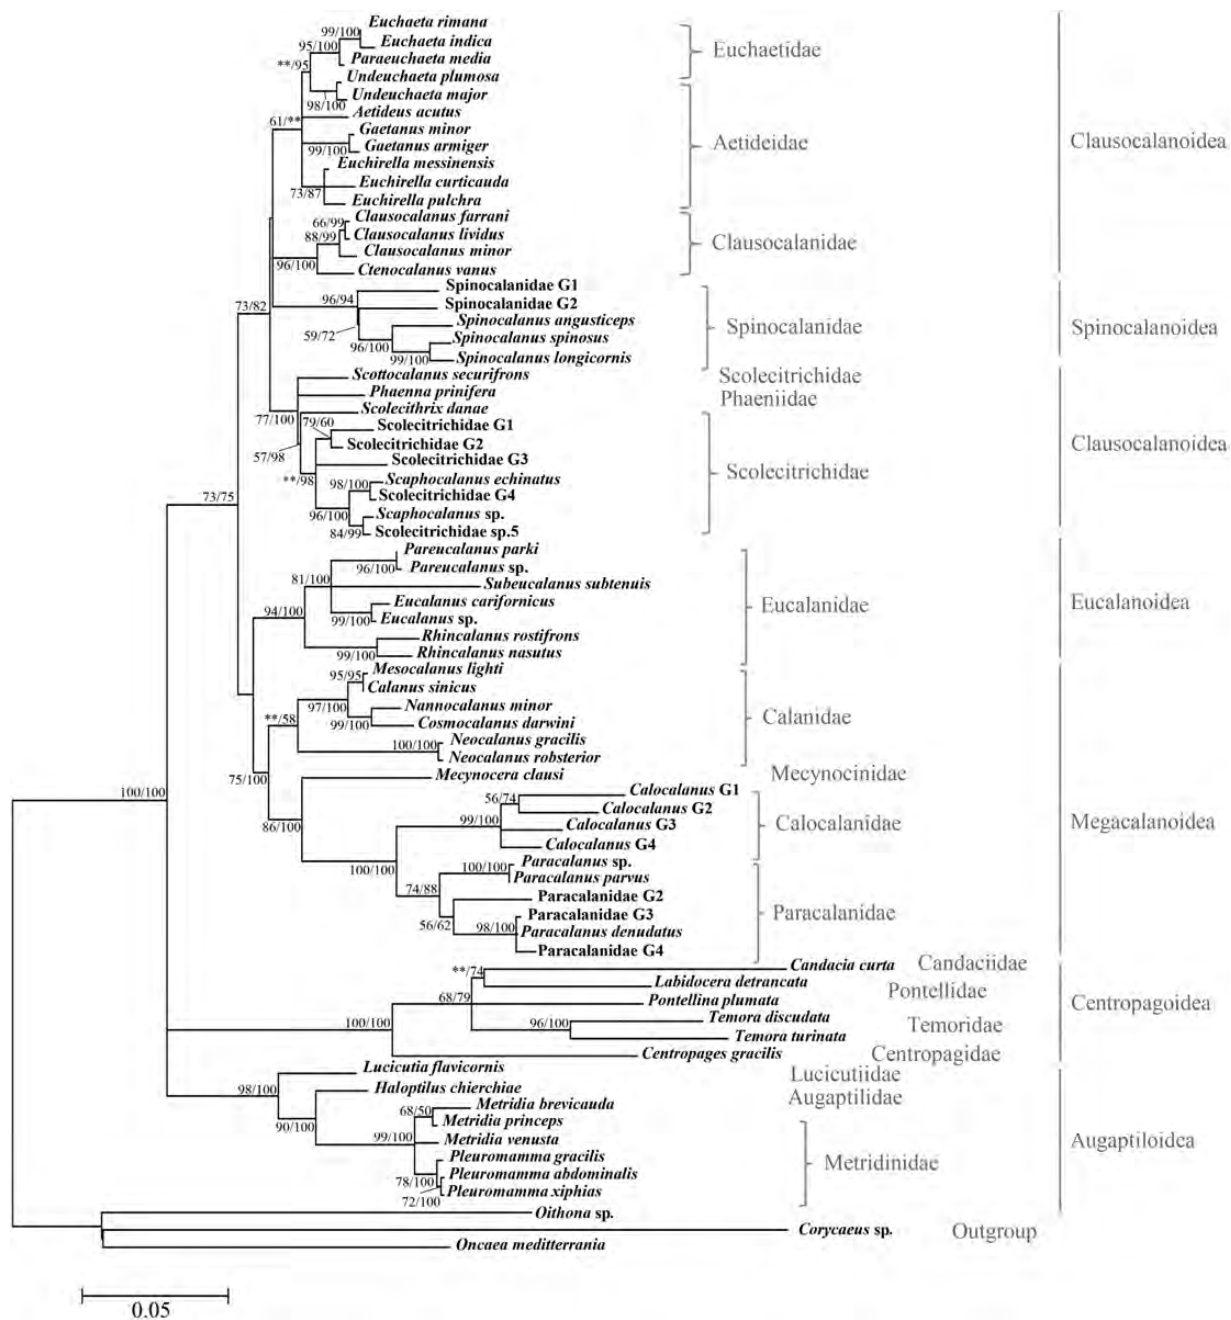 Euchaeta rimana
99/100
Euchaeta indica
95/100
Paraeuchaeta media
Euchaetidae
**/95
Undeuchaeta plumosa
Undeuchaeta major
98/100
Aetideus acutus
61/**
Gaetanus minor
Gaetanus armiger
99/100
Aetideidae
Clausocalanoidea
Euchirella messinensis
Euchirella curticauda
73/87
Euchirella pulchra
Clausocalanus farrani
66/99
Clausocalanus lividus
88/99
Clausocalanus minor
Clausocalanidae
96/100
Ctenocalanus vanus
Spinocalanidae G1
96/94
Spinocalanidae G2
73/82
Spinocalanus angusticeps
Spinocalanidae
Spinocalanoidea
59/72
Spinocalanus spinosus
96/100
Spinocalanus longicornis
99/100
Scottocalanus securifrons
Scolecitrichidae
Phaenna prinifera
Phaeniidae
Scolecithrix danae
77/100
79/60
Scolecitrichidae G1
Scolecitrichidae G2
Clausocalanoidea
57/98
Scolecitrichidae G3
Scolecitrichidae
**/98
Scaphocalanus echinatus
98/100
Scolecitrichidae G4
73/75
96/100
Scaphocalanus sp.
84/99
Scolecitrichidae sp.5
Pareucalanus parki
96/100
Pareucalanus sp.
81/100
Subeucalanus subtenuis
Eucalanus carifornicus
Eucalanidae
Eucalanoidea
94/100
99/100
Eucalanus sp.
Rhincalanus rostifrons
99/100
Rhincalanus nasutus
Mesocalanus lighti
95/95
Calanus sinicus
97/100
Nannocalanus minor
**/58
99/100
Cosmocalanus darwini
Calanidae
Neocalanus gracilis
100/100
Neocalanus robsterior
75/100
Mecynocera clausi
Mecynocinidae
100/100
Calocalanus G1
56/74
Calocalanus G2
86/100
99/100
Calocalanus G3
Calocalanidae
Megacalanoidea
Calocalanus G4
100/100
Paracalanus sp.
100/100
Paracalanus parvus
74/88
Paracalanidae G2
56/62
Paracalanidae G3
Paracalanidae
98/100
Paracalanus denudatus
Paracalanidae G4
Candacia curta
Candaciidae
**/74
Labidocera detrancata
Pontellidae
68/79
Pontellina plumata
Centropagoidea
100/100
96/100
Temora discudata
Temoridae
Temora turinata
Centropages gracilis
Centropagidae
Lucicutia flavicornis
Lucicutiidae
98/100
Haloptilus chierchiae
Augaptilidae
Metridia brevicauda
68/50
Metridia princeps
90/100
99/100
Metridia venusta
Augaptiloidea
Pleuromamma gracilis
Metridinidae
78/100
Pleuromamma abdominalis
72/100
Pleuromamma xiphias
Oithona sp.
Corycaeus sp.
Outgroup
Oncaea meditterrania
0.05